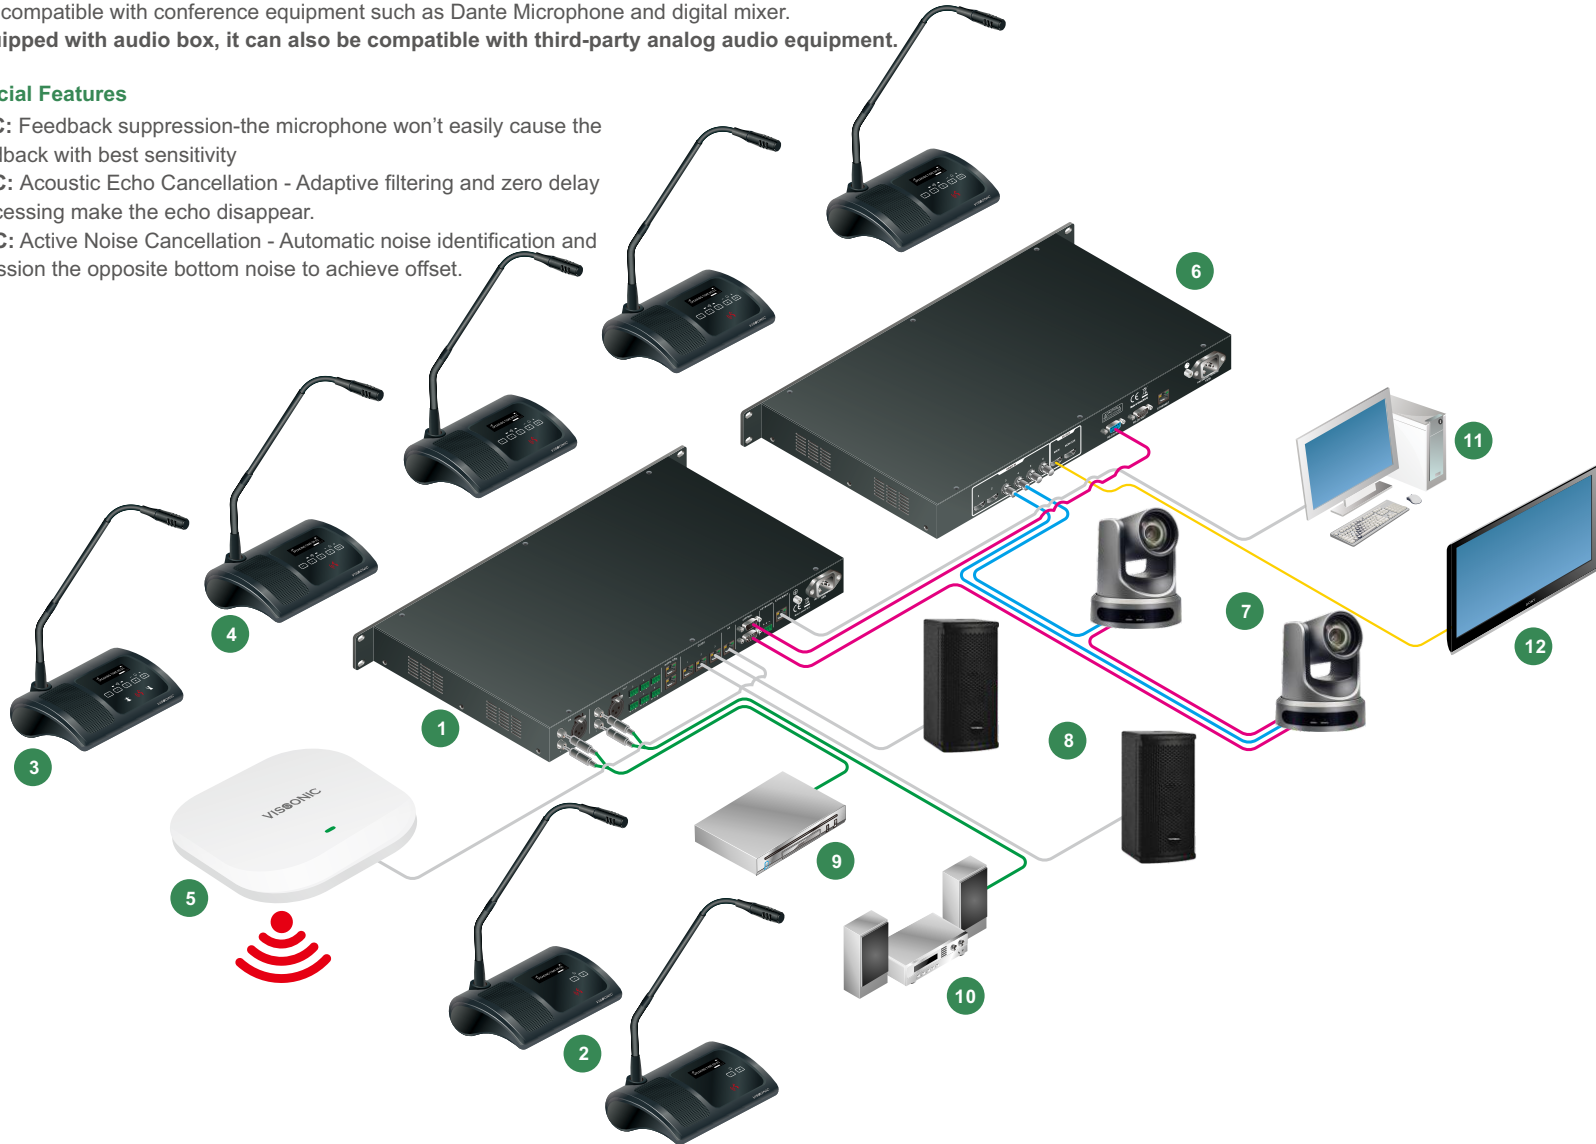 compatible with conference equipment such as Dante Microphone and digital mixer.
uipped with audio box, it can also be compatible with third-party analog audio equipment.
cial Features
C: Feedback suppression-the microphone won't easily cause the
dback with best sensitivity
C: Acoustic Echo Cancellation - Adaptive filtering and zero delay
cessing make the echo disappear.
C: Active Noise Cancellation - Automatic noise identification and
ssion the opposite bottom noise to achieve offset.
6
11
7
12
4
1
8
3
VISSONIC
9
5
10
2